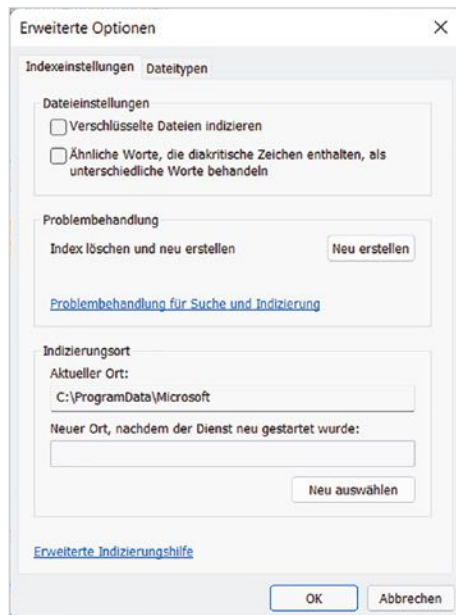 Erweiterte Optionen
Indexeinstellungen Dateitypen
Dateieinstellungen
Verschlüsselte Dateien indizieren
Ähnliche Worte, die diakritische Zeichen enthalten, als
unterschiedliche Worte behandeln
Problembehandlung
Index löschen und neu erstellen Neu erstellen
Problembehandlung für Suche und Indizierung
Indizierungsort
Aktueller Ort:
C:\ProgramData\Microsoft
Neuer Ort, nachdem der Dienst neu gestartet wurde:
Neu auswählen
Erweiterte Indizierungshilfe
OK Abbrechen